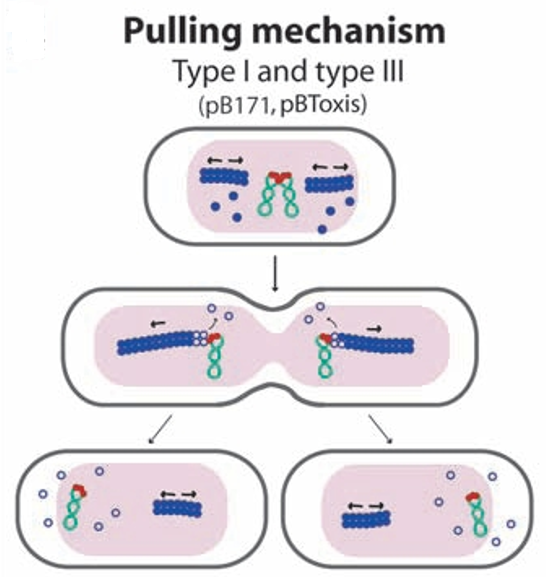 Pulling mechanism
Type I and type III
(pB171, pBToxis)